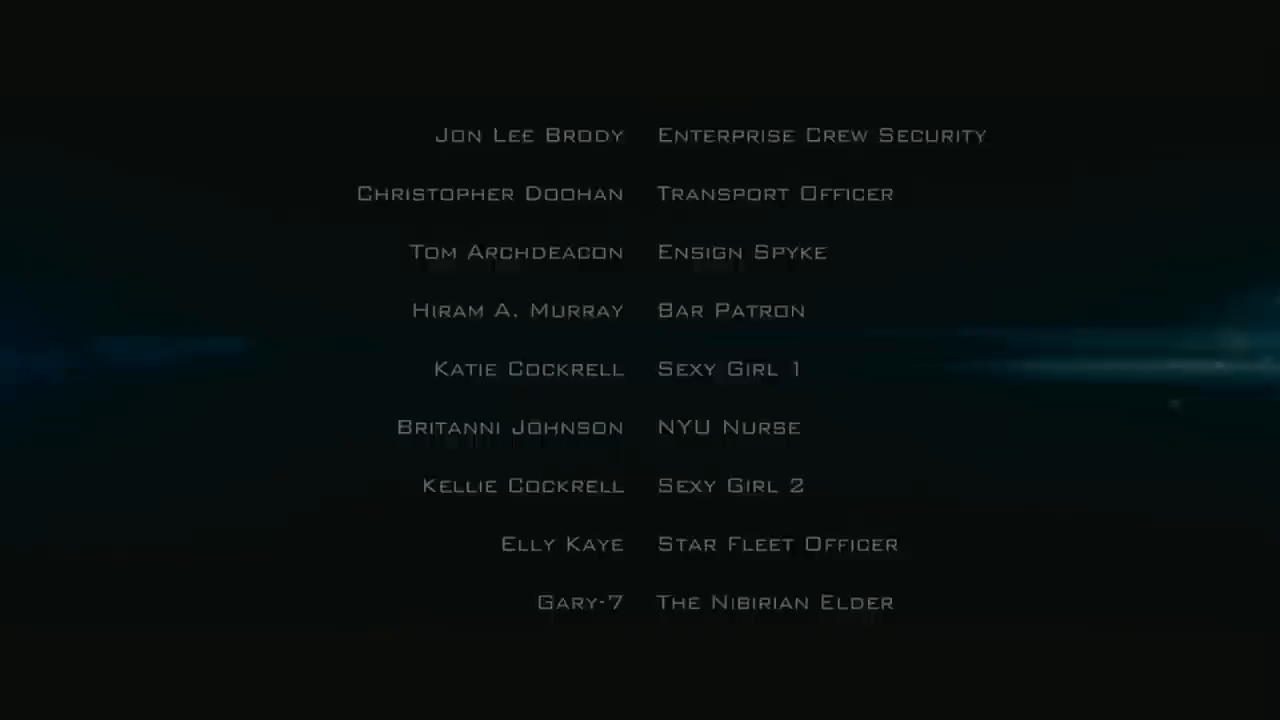 Jon Lee Brody Enterprise Crew Security
Christopher Doohan Transport Officer
Tom Archdeacon Ensign Spyke
Hiram A. Murray Bar Patron
Katie Cockrell Sexy Girl 1
Britanni Johnson NYU Nurse
Kellie Cockrell Sexy Girl 2
Elly Kaye Star Fleet Officer
Gary-7 The Nibirian Elder